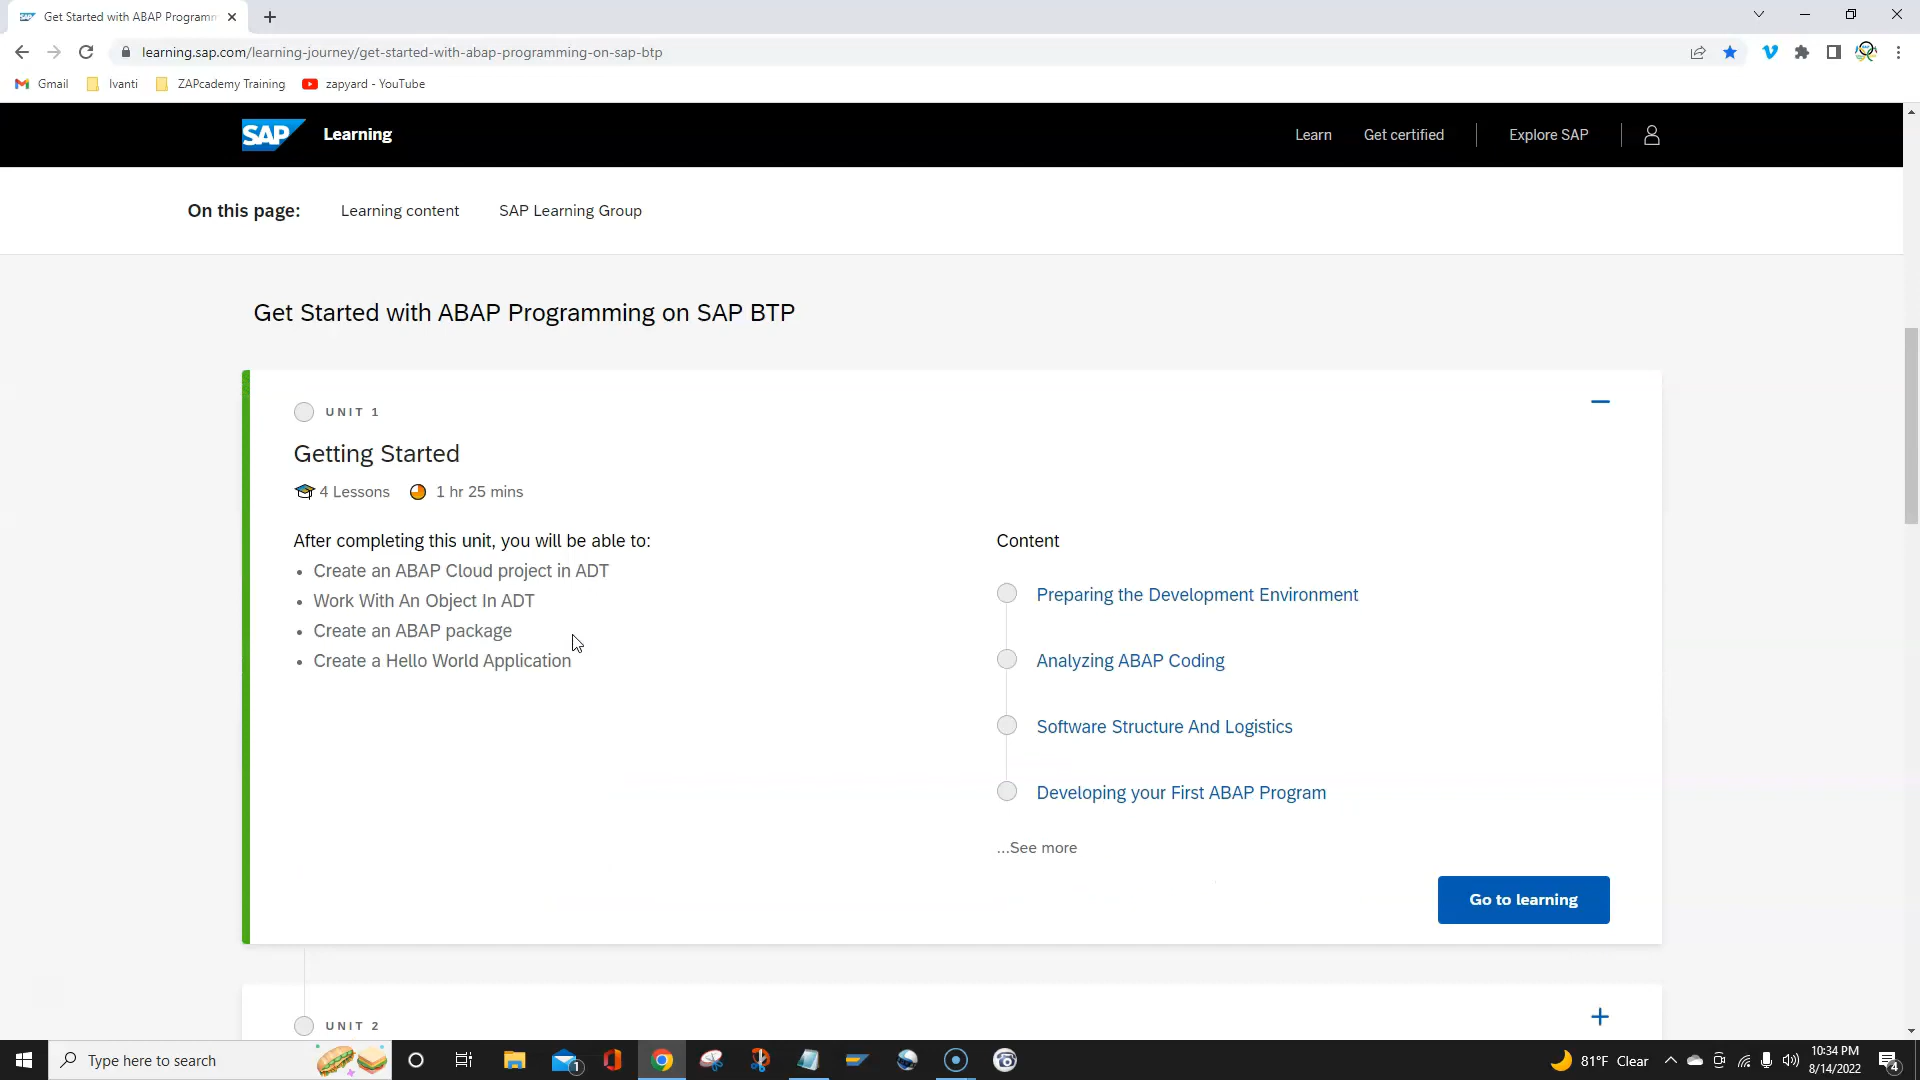 Get Started with ABAP Programm
learning.sap.com/learning-journey/get-started-with-abap-programming-on-sap-btp
Gmail Ivanti ZAPcademy Training zapyard - YouTube
SAP Learning Learn Get certified Explore SAP
On this page: Learning content SAP Learning Group
Get Started with ABAP Programming on SAP BTP
UNIT 1
Getting Started
4 Lessons 1 hr 25 mins
After completing this unit, you will be able to:
• Create an ABAP Cloud project in ADT
• Work With An Object In ADT
• Create an ABAP package
• Create a Hello World Application
Content
Preparing the Development Environment
Analyzing ABAP Coding
Software Structure And Logistics
Developing your First ABAP Program
...See more
Go to learning
UNIT 2
Type here to search
1
81°F Clear
10:34 PM
8/14/2022
4